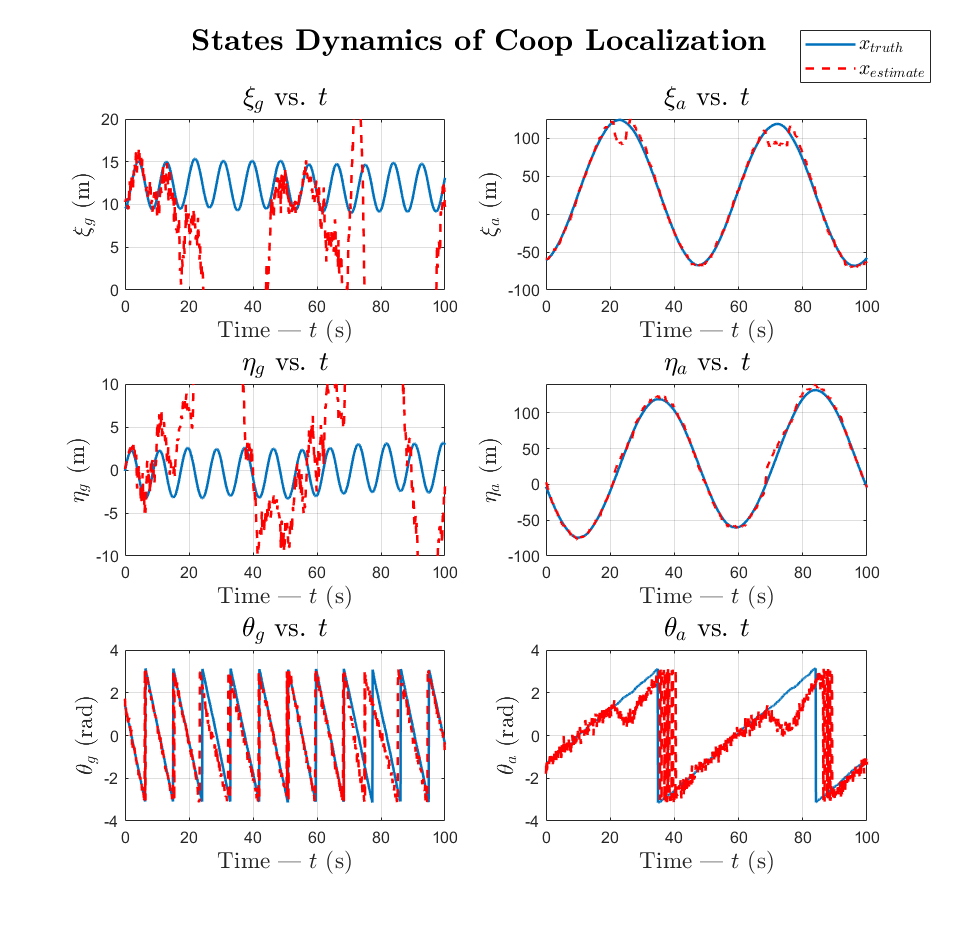 States Dynamics of Coop Localization
x_truth
x_estimate
ξ_g vs. t
20
15
10
5
0
ξ_g (m)
0 20 40 60 80 100
Time — t (s)
ξ_a vs. t
100
50
0
-50
-100
ξ_a (m)
0 20 40 60 80 100
Time — t (s)
η_g vs. t
10
5
0
-5
-10
η_g (m)
0 20 40 60 80 100
Time — t (s)
η_a vs. t
100
50
0
-50
-100
η_a (m)
0 20 40 60 80 100
Time — t (s)
θ_g vs. t
4
2
0
-2
-4
θ_g (rad)
0 20 40 60 80 100
Time — t (s)
θ_a vs. t
4
2
0
-2
-4
θ_a (rad)
0 20 40 60 80 100
Time — t (s)